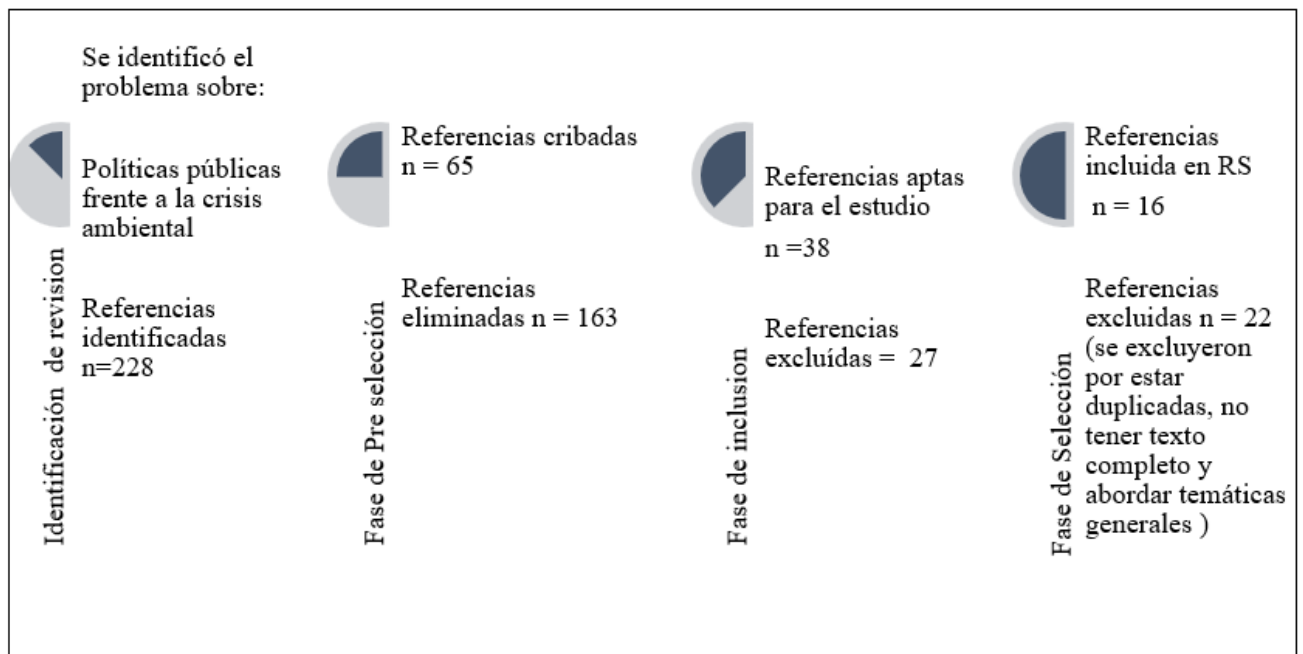 Se identificó el
problema sobre:
Políticas públicas
frente a la crisis
ambiental
Referencias
identificadas
n=228
Identificación de revision
Referencias cribadas
n = 65
Referencias
eliminadas n = 163
Fase de Pre selección
Referencias aptas
para el estudio
n =38
Referencias
excluídas = 27
Fase de inclusion
Referencias
incluida en RS
n = 16
Referencias
excluidas n = 22
(se excluyeron
por estar
duplicadas, no
tener texto
completo y
abordar temáticas
generales )
Fase de Selección